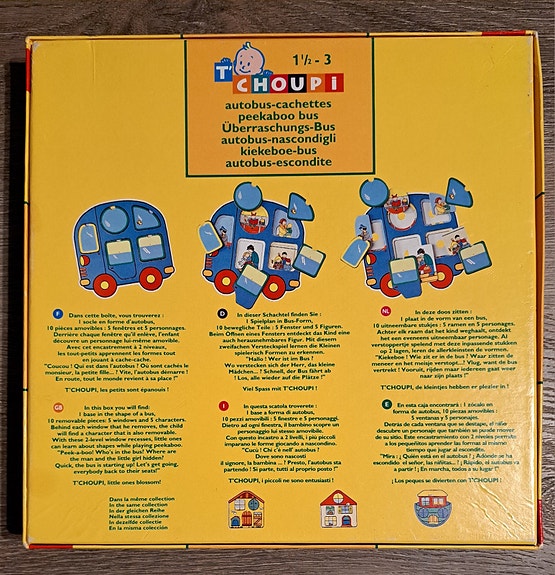 1 1/2 - 3
T'CHOUPI
autobus-cachettes
peekaboo bus
Überraschungs-Bus
autobus-nascondigli
kiekeboe-bus
autobus-escondite
F
Dans cette boîte, vous trouverez :
1 socle en forme d'autobus,
10 pièces amovibles : 5 fenêtres et 5 personnages.
Derrière chaque fenêtre qu'il enlève, l'enfant
découvre un personnage lui-même amovible.
Avec cet encastrement à 2 niveaux,
les tout-petits apprennent les formes tout
en jouant à cache-cache.
"Coucou ! Qui est dans l'autobus ? Où sont cachés le
monsieur, la petite fille... ? Vite, l'autobus démarre !
En route, tout le monde revient à sa place !"
T'CHOUPI, les petits sont épanouis !
D
In dieser Schachtel finden Sie :
1 Spielplan in Bus-Form,
10 bewegliche Teile : 5 Fenster und 5 Figuren.
Beim Öffnen eines Fensters entdeckt das Kind eine
auch herausnehmbare Figur. Mit diesem
zweifachen Versteckspiel lernen die Kleinen
spielerisch Formen zu erkennen.
"Hallo ! Wer ist im Bus !
Wo verstecken sich der Herr, das kleine
Mädchen... ? Schnell, der Bus fährt ab
! Los, alle wieder auf die Plätze !
Viel Spass mit T'CHOUPI !
NL
In deze doos zitten :
1 plaat in de vorm van een bus,
10 uitneembare stukjes : 5 ramen en 5 personages.
Achter elk raam dat het kind weghaalt, ontdekt
het een eveneens uitneembaar personage. Al
verstoppertje spelend met deze inpassende stukken
op 2 lagen, leren de allerkleinsten de vormen.
"Kiekeboe ! Wie zit er in de bus ? Waar zitten de
meneer en het meisje verstopt ? Vlug, want de bus
vertrekt ! Vooruit, rijden maar iedereen gaat weer
naar zijn plaats !"
T'CHOUPI, de kleintjes hebben er plezier in !
GB
In this box you will find:
1 base in the shape of a bus,
10 removable pieces: 5 windows and 5 characters.
Behind each window that he removes, the child
will find a character that is also removable.
With these 2-level window recesses, little ones
can learn about shapes while playing peekaboo.
"Peek-a-boo! Who's in the bus? Where are
the man and the little girl hidden?
Quick, the bus is starting up! Let's get going,
everybody back to their seats
T'CHOUPI, little ones blossom!
I
In questa scatola troverete :
1 base a forma di autobus,
10 pezzi amovibili : 5 finestre e 5 personaggi.
Dietro ad ogni finestra, il bambino scopre un
personaggio lui stesso amovibile.
Con questo incastro a 2 livelli, i più piccoli
imparano le forme giocando a nascondino.
"Cucù ! Chi c'è nell' autobus ?
Dove sono nascosti
il signore, la bambina ... ? Presto, l'autobus sta
partendo ! Si parte, tutti al proprio posto !"
T'CHOUPI, i piccoli ne sono entusiasti !
E
En esta caja encontrará : 1 zócalo en
forma de autobús, 10 piezas amovibles :
5 ventanas y 5 personajes.
Detrás de cada ventana que se destape, el niño
descubre un personaje que también se puede mover
de su sitio. Este encastramiento con 2 niveles permite
a los pequeñitos aprender las formas al mismo
tiempo que jugar al escondite.
"Mira : ¡ Quién está en el autobús ! ¿ Adonde se ha
escondido el señor, las niñitas... ? ¡ Rápido, el autobús va
a partir ! ¡ En marcha, todos a su lugar !"
¡ Los peques se divierten con T'CHOUPI !
Dans la même collection
In the same collection
In der gleichen Reihe
Nella stessa collezione
In dezelfde collectie
En la misma colección